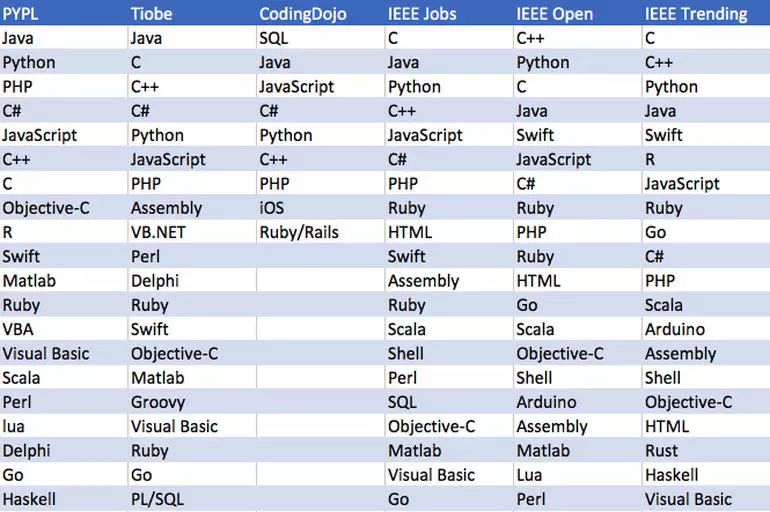 PYPL Tiobe CodingDojo IEEE Jobs IEEE Open IEEE Trending
Java Java SQL C C++ C
Python C Java Java Python C++
PHP C++ JavaScript Python C Python
C# C# C# C++ Java Java
JavaScript Python Python JavaScript Swift Swift
C++ JavaScript C++ C# JavaScript R
C PHP PHP PHP C# JavaScript
Objective-C Assembly iOS Ruby Ruby Ruby
R VB.NET Ruby/Rails HTML PHP Go
Swift Perl Swift Ruby C#
Matlab Delphi Assembly HTML PHP
Ruby Ruby Ruby Go Scala
VBA Swift Scala Scala Arduino
Visual Basic Objective-C Shell Objective-C Assembly
Scala Matlab Perl Shell Shell
Perl Groovy SQL Arduino Objective-C
lua Visual Basic Objective-C Assembly HTML
Delphi Ruby Matlab Matlab Rust
Go Go Visual Basic Lua Haskell
Haskell PL/SQL Go Perl Visual Basic